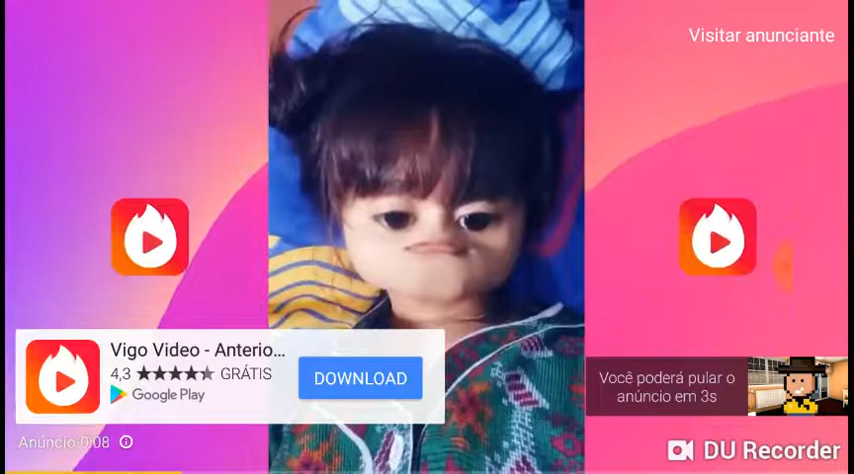 Visitar anunciante
Vigo Video - Anterio...
4,3 ★★★★★ GRÁTIS
Google Play
DOWNLOAD
Você poderá pular o
anúncio em 3s
Anúncio:0:08
DU Recorder